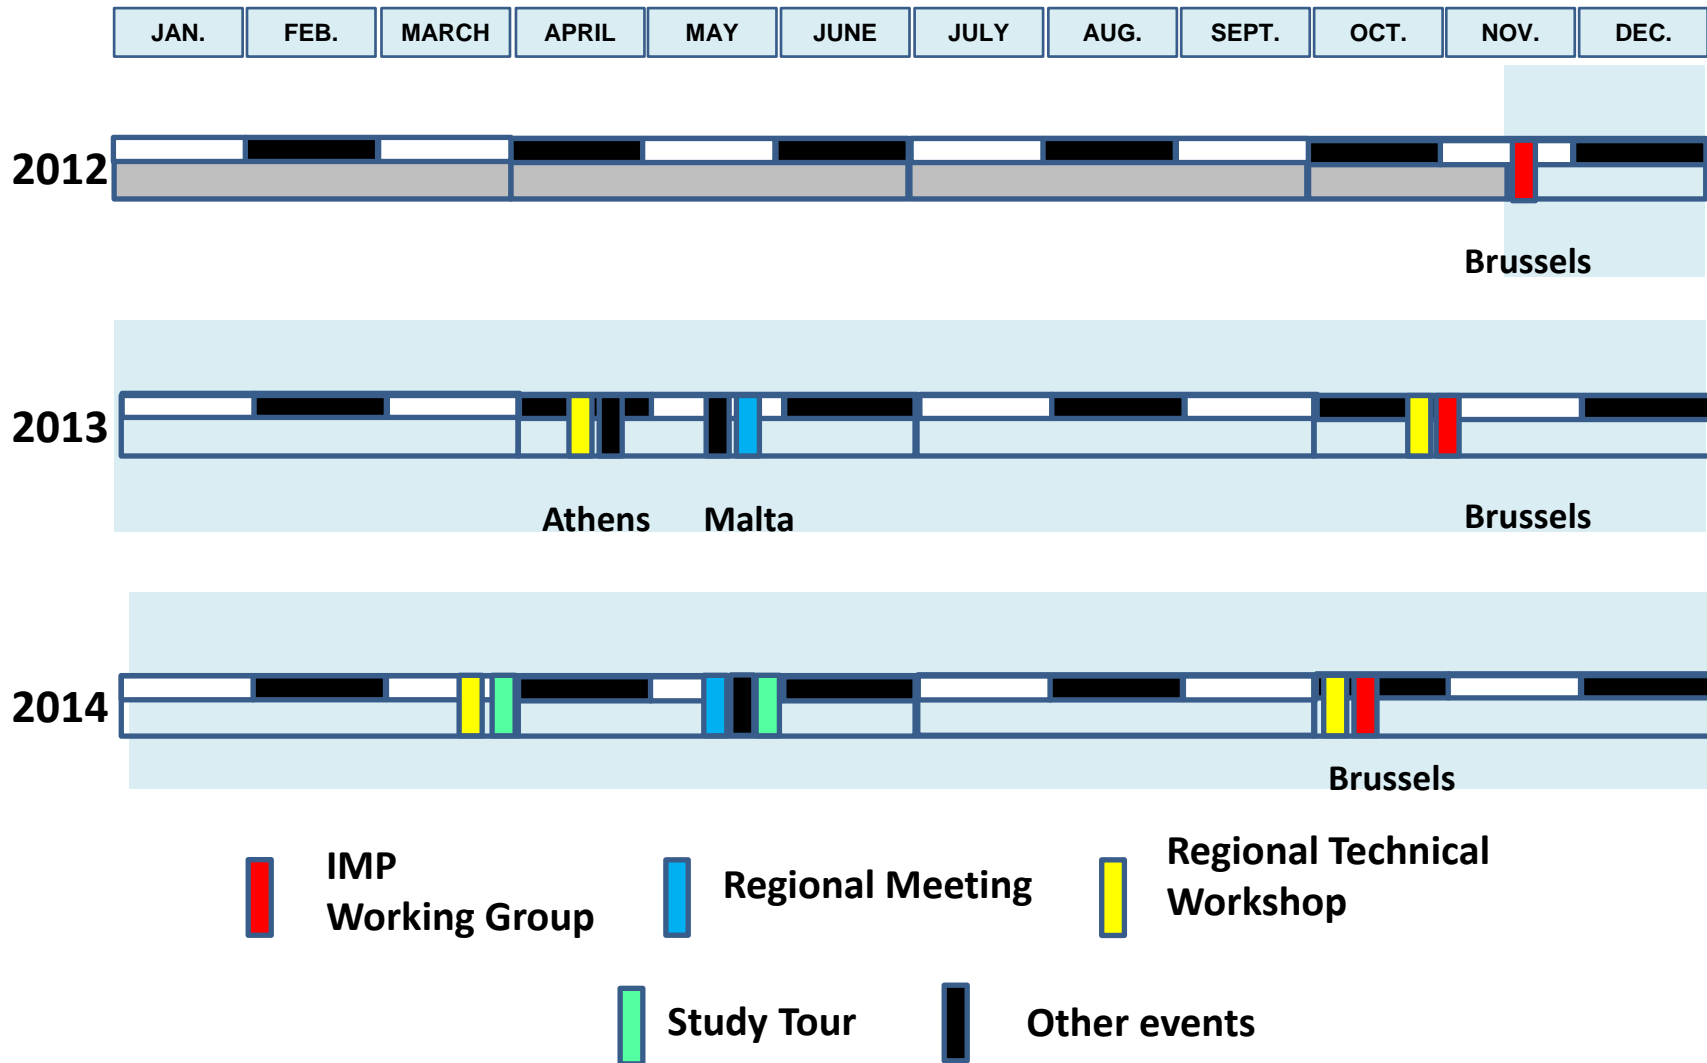 JAN. FEB. MARCH APRIL MAY JUNE JULY AUG. SEPT. OCT. NOV. DEC.
2012
Brussels
2013
Athens Malta Brussels
2014
Brussels
IMP
Working Group
Regional Meeting
Regional Technical
Workshop
Study Tour
Other events